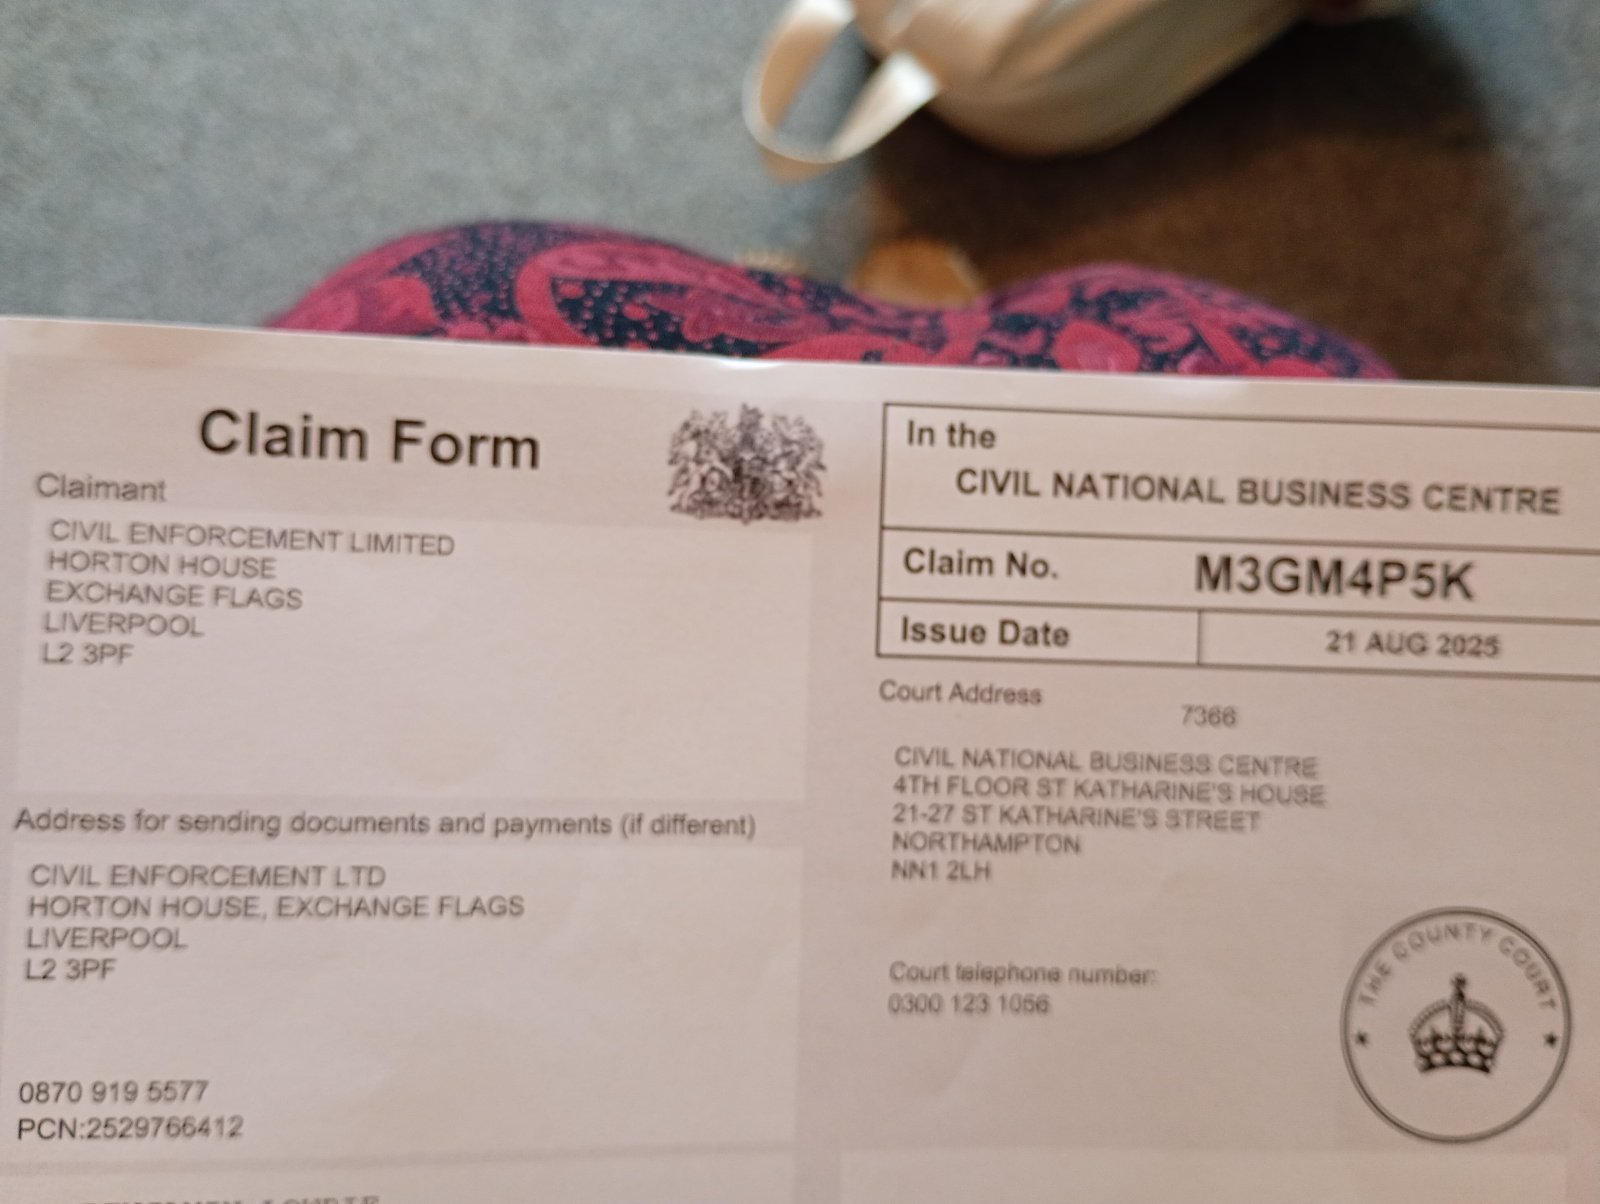 Claim Form
Claimant
CIVIL ENFORCEMENT LIMITED
HORTON HOUSE
EXCHANGE FLAGS
LIVERPOOL
L2 3PF
Address for sending documents and payments (if different)
CIVIL ENFORCEMENT LTD
HORTON HOUSE, EXCHANGE FLAGS
LIVERPOOL
L2 3PF
0870 919 5577
PCN:2529766412
In the
CIVIL NATIONAL BUSINESS CENTRE
Claim No. M3GM4P5K
Issue Date 21 AUG 2025
Court Address
7366
CIVIL NATIONAL BUSINESS CENTRE
4TH FLOOR ST KATHARINE'S HOUSE
21-27 ST KATHARINE'S STREET
NORTHAMPTON
NN1 2LH
Court telephone number:
0300 123 1056
THE COUNTY COURT